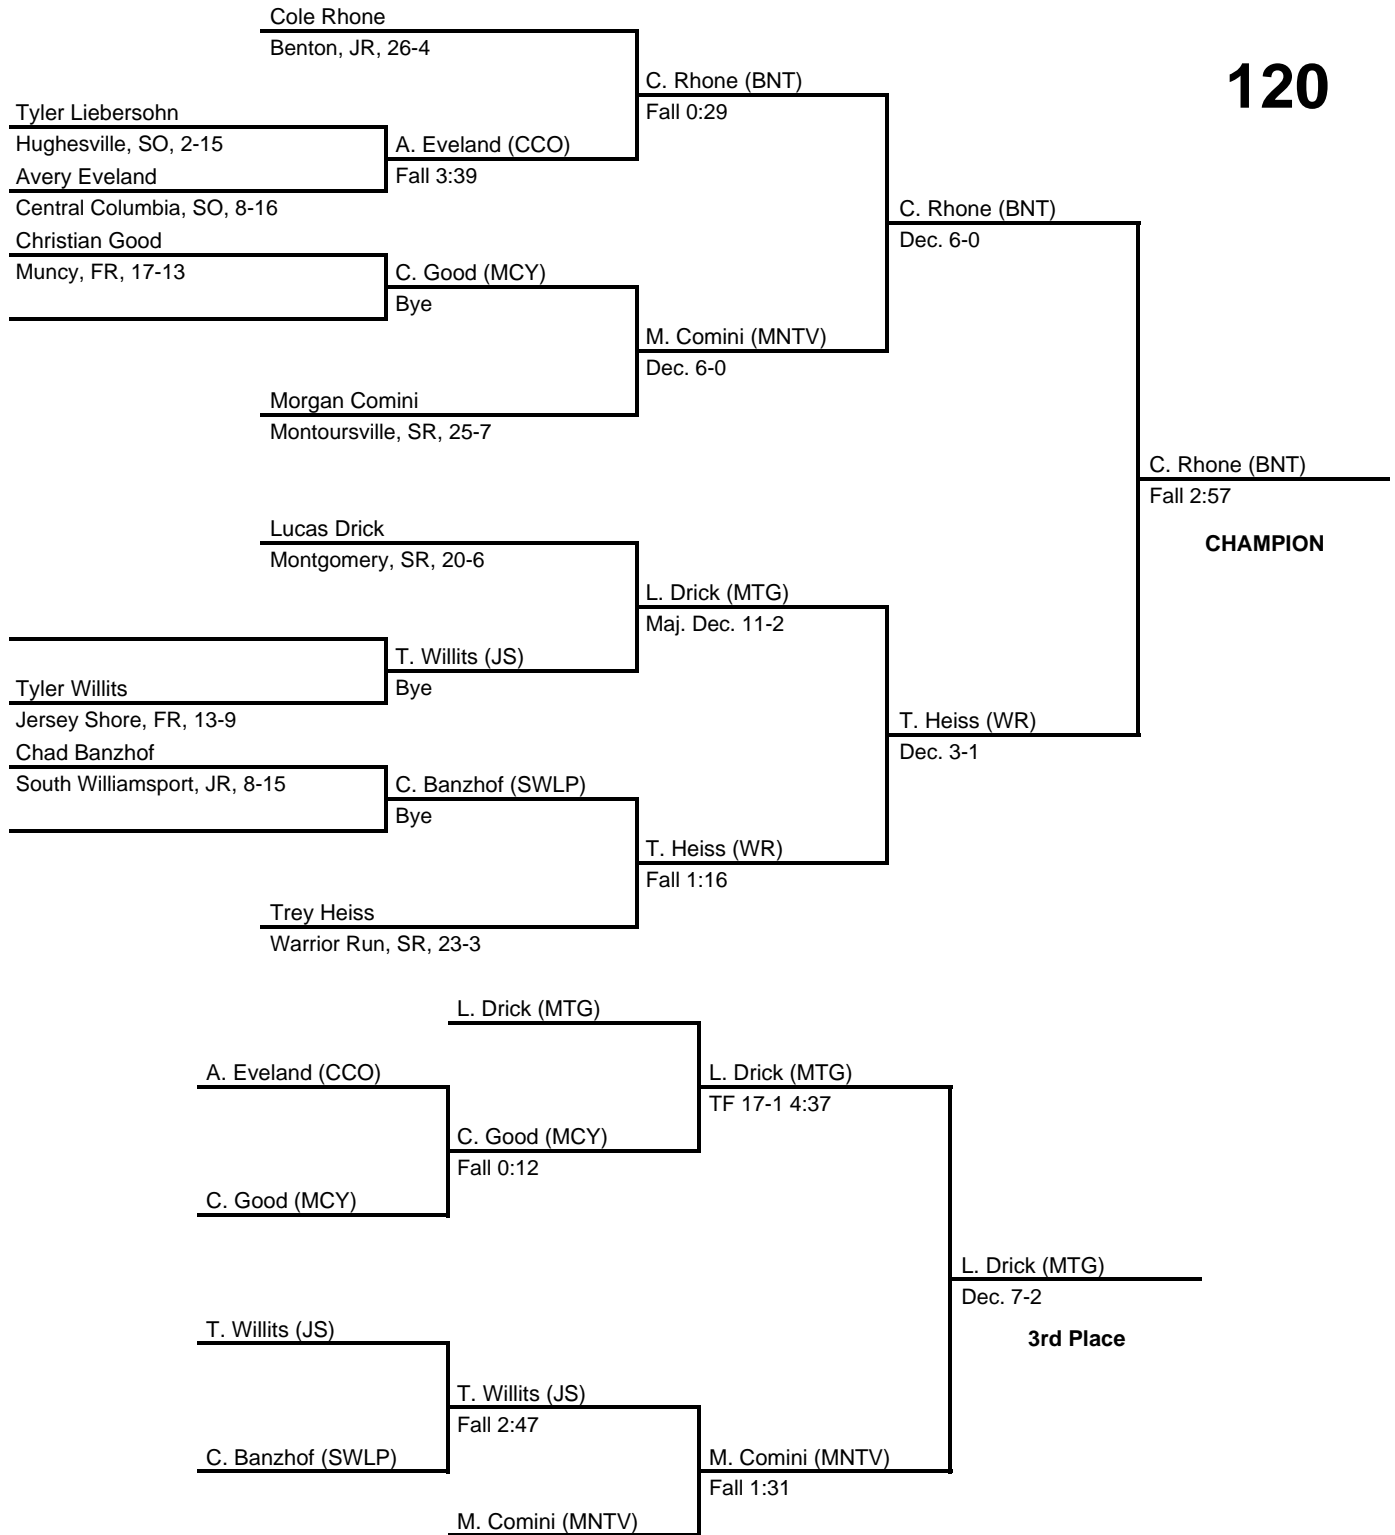 Cole Rhone
Benton, JR, 26-4
120
C. Rhone (BNT)
Fall 0:29
Tyler Liebersohn
Hughesville, SO, 2-15
A. Eveland (CCO)
Fall 3:39
Avery Eveland
Central Columbia, SO, 8-16
C. Rhone (BNT)
Dec. 6-0
Christian Good
Muncy, FR, 17-13
C. Good (MCY)
Bye
M. Comini (MNTV)
Dec. 6-0
Morgan Comini
Montoursville, SR, 25-7
C. Rhone (BNT)
Fall 2:57
CHAMPION
Lucas Drick
Montgomery, SR, 20-6
L. Drick (MTG)
Maj. Dec. 11-2
T. Willits (JS)
Bye
Tyler Willits
Jersey Shore, FR, 13-9
T. Heiss (WR)
Dec. 3-1
Chad Banzhof
South Williamsport, JR, 8-15
C. Banzhof (SWLP)
Bye
T. Heiss (WR)
Fall 1:16
Trey Heiss
Warrior Run, SR, 23-3
L. Drick (MTG)
A. Eveland (CCO)
L. Drick (MTG)
TF 17-1 4:37
C. Good (MCY)
Fall 0:12
C. Good (MCY)
L. Drick (MTG)
Dec. 7-2
3rd Place
T. Willits (JS)
T. Willits (JS)
Fall 2:47
C. Banzhof (SWLP)
M. Comini (MNTV)
Fall 1:31
M. Comini (MNTV)